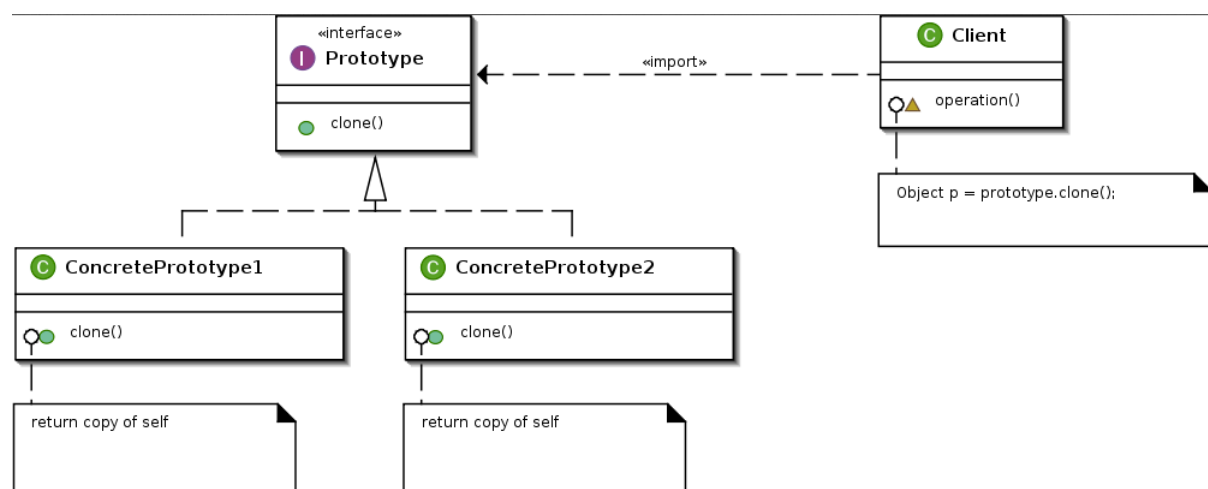 «interface»
I Prototype
clone()
«import»
C Client
operation()
Object p = prototype.clone();
C ConcretePrototype1
clone()
return copy of self
C ConcretePrototype2
clone()
return copy of self